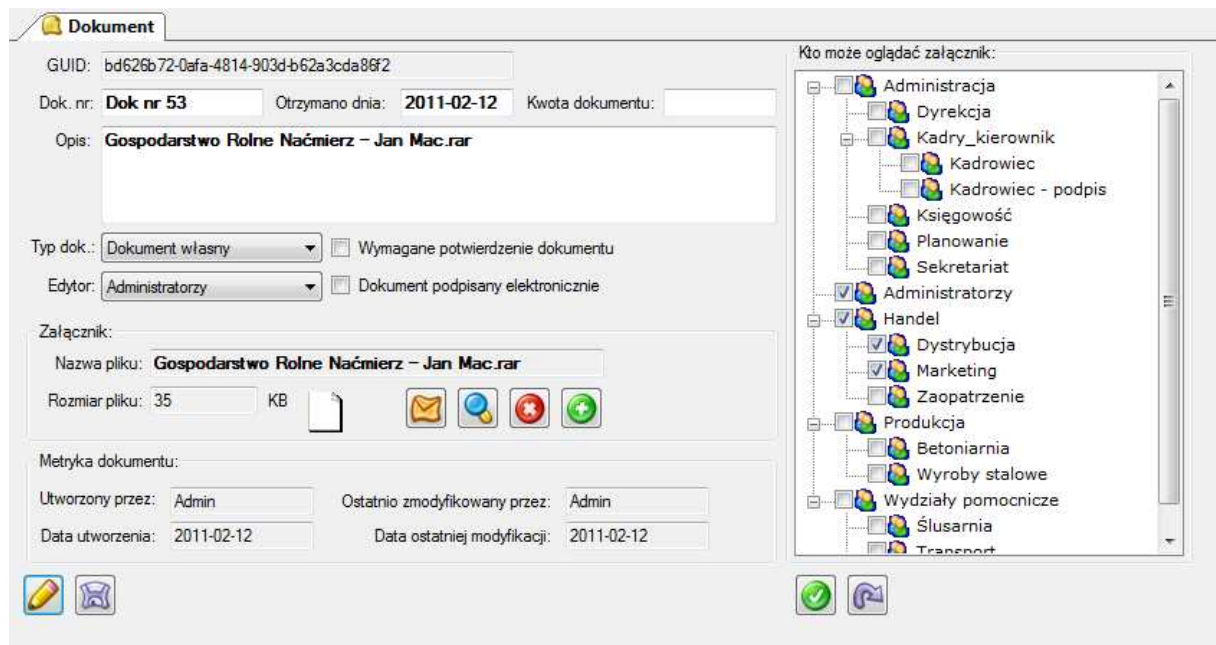 Dokument
GUID: bd626b72-0afa-4814-903d-b62a3cda86f2
Dok. nr: Dok nr 53 Otrzymano dnia: 2011-02-12 Kwota dokumentu:
Opis: Gospodarstwo Rolne Naćmierz – Jan Mac.rar
Typ dok.: Dokument własny Wymagane potwierdzenie dokumentu
Edytor: Administratorzy Dokument podpisany elektronicznie
Załącznik:
Nazwa pliku: Gospodarstwo Rolne Naćmierz – Jan Mac.rar
Rozmiar pliku: 35 KB
Metryka dokumentu:
Utworzony przez: Admin Ostatnio zmodyfikowany przez: Admin
Data utworzenia: 2011-02-12 Data ostatniej modyfikacji: 2011-02-12
Kto może oglądać załącznik:
Administracja
Dyrekcja
Kadry_kierownik
Kadrowiec
Kadrowiec - podpis
Księgowość
Planowanie
Sekretariat
Administratorzy
Handel
Dystrybucja
Marketing
Zaopatrzenie
Produkcja
Betoniarnia
Wyroby stalowe
Wydziały pomocnicze
Ślusarnia
Transport